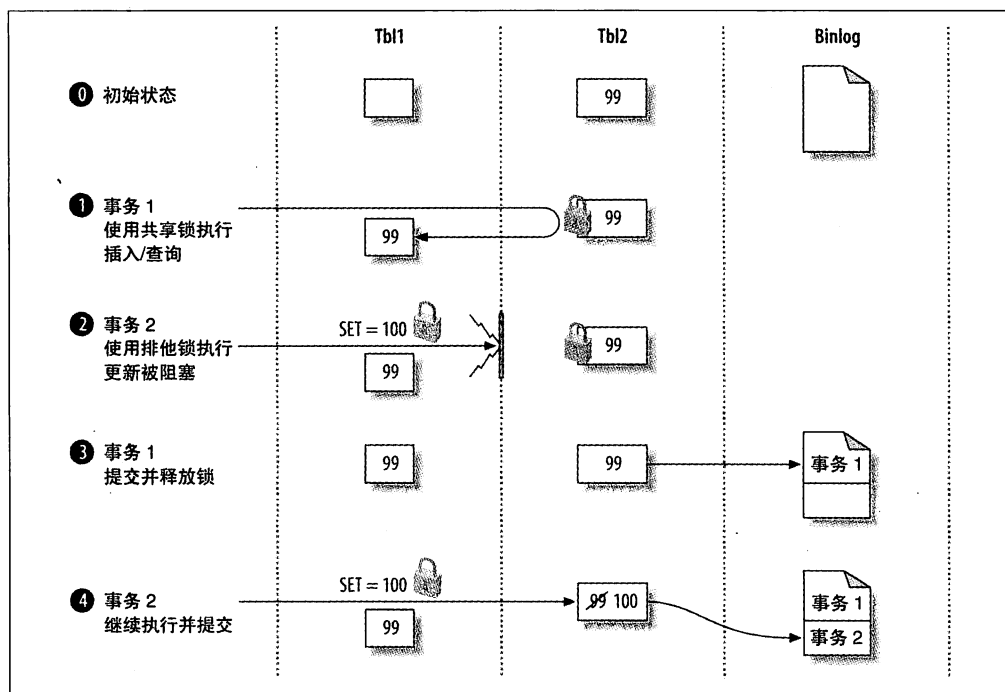 Tbl1 Tbl2 Binlog
0 初始状态
99
1 事务 1
使用共享锁执行
插入/查询
99
99
2 事务 2
使用排他锁执行
更新被阻塞
SET = 100
99
99
3 事务 1
提交并释放锁
99
99
事务 1
4 事务 2
继续执行并提交
SET = 100
99
99 100
事务 1
事务 2